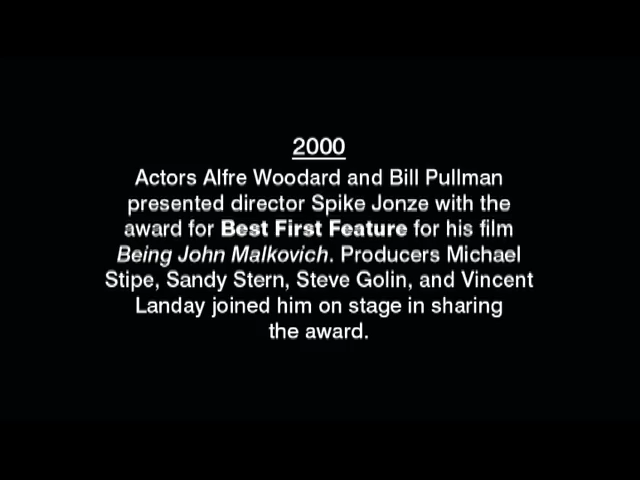 2000
Actors Alfre Woodard and Bill Pullman
presented director Spike Jonze with the
award for Best First Feature for his film
Being John Malkovich. Producers Michael
Stipe, Sandy Stern, Steve Golin, and Vincent
Landay joined him on stage in sharing
the award.